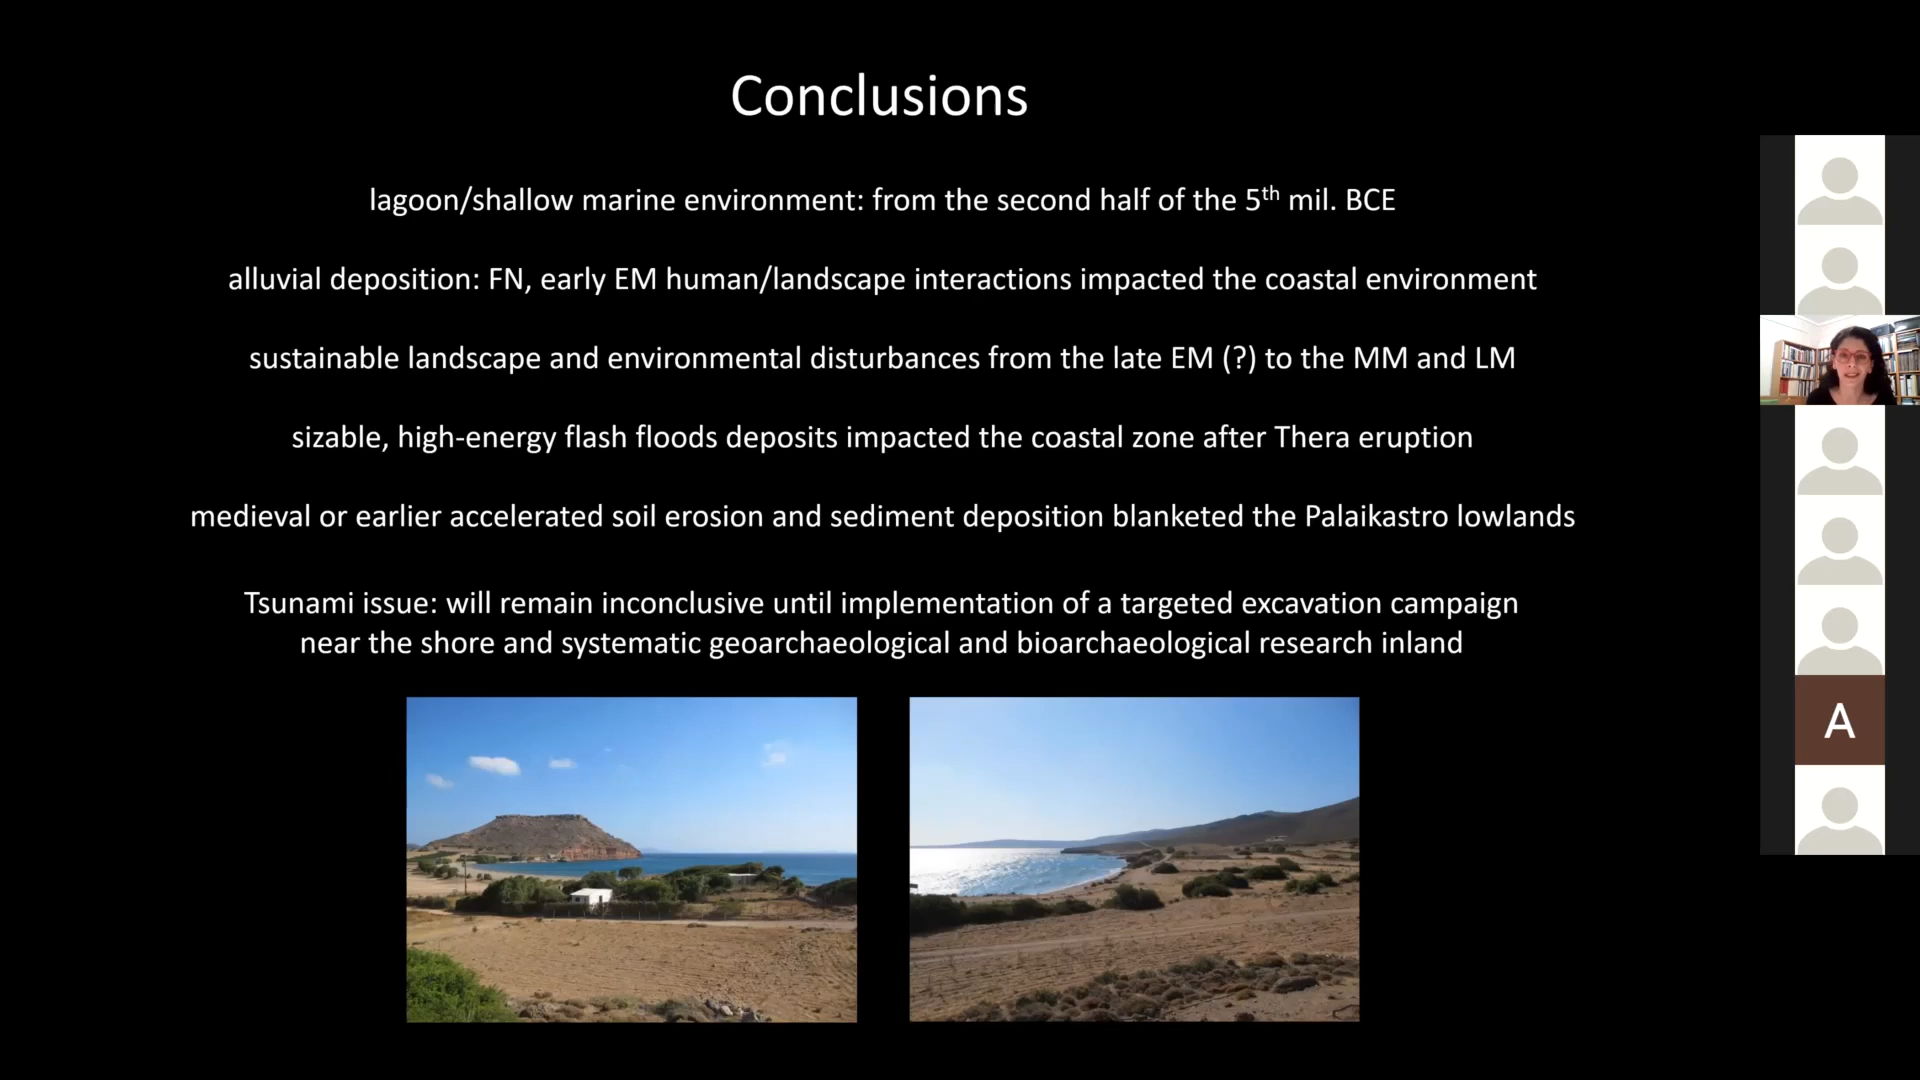 Conclusions
lagoon/shallow marine environment: from the second half of the 5th mil. BCE
alluvial deposition: FN, early EM human/landscape interactions impacted the coastal environment
sustainable landscape and environmental disturbances from the late EM (?) to the MM and LM
sizable, high-energy flash floods deposits impacted the coastal zone after Thera eruption
medieval or earlier accelerated soil erosion and sediment deposition blanketed the Palaikastro lowlands
Tsunami issue: will remain inconclusive until implementation of a targeted excavation campaign
near the shore and systematic geoarchaeological and bioarchaeological research inland
A